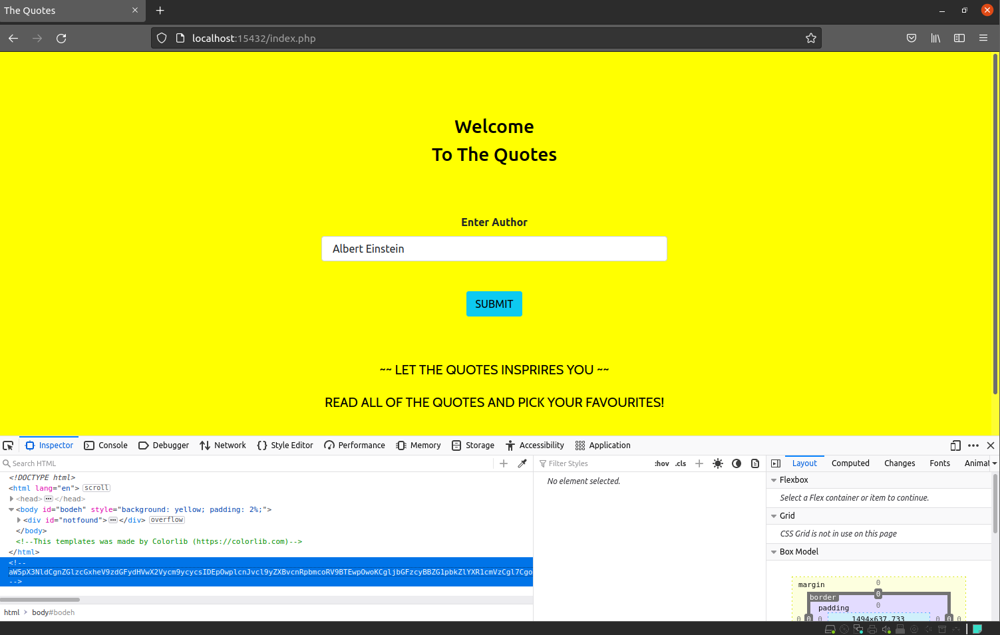 The Quotes
localhost:15432/index.php
Welcome
To The Quotes
Enter Author
Albert Einstein
SUBMIT
~~ LET THE QUOTES INSPRIRES YOU ~~
READ ALL OF THE QUOTES AND PICK YOUR FAVOURITES!
Inspector Console Debugger Network Style Editor Performance Memory Storage Accessibility Application
Search HTML
Filter Styles :hov .cls
Layout Computed Changes Fonts Animat
<!DOCTYPE html>
<html lang="en"> scroll
<head> </head>
<body id="bodeh" style="background: yellow; padding: 2%;">
<div id="notfound"> </div> overflow
</body>
<!--This templates was made by Colorlib (https://colorlib.com)-->
</html>
<!--
aW5pX3NldCgnZGlzcGxheV9zdGFydHVwX2Vycm9ycycsIDEpOwplcnJvcl9yZXBvcnRpbmcoRV9BTEwpOwoKCgljbGFzcyBBZG1pbkZlYXR1cmVzCgl7Cgo
-->
html body#bodeh
No element selected.
Flexbox
Select a Flex container or item to continue.
Grid
CSS Grid is not in use on this page
Box Model
margin 0
border 0
padding 0
0 0 0 1494×637.733 0 0 0